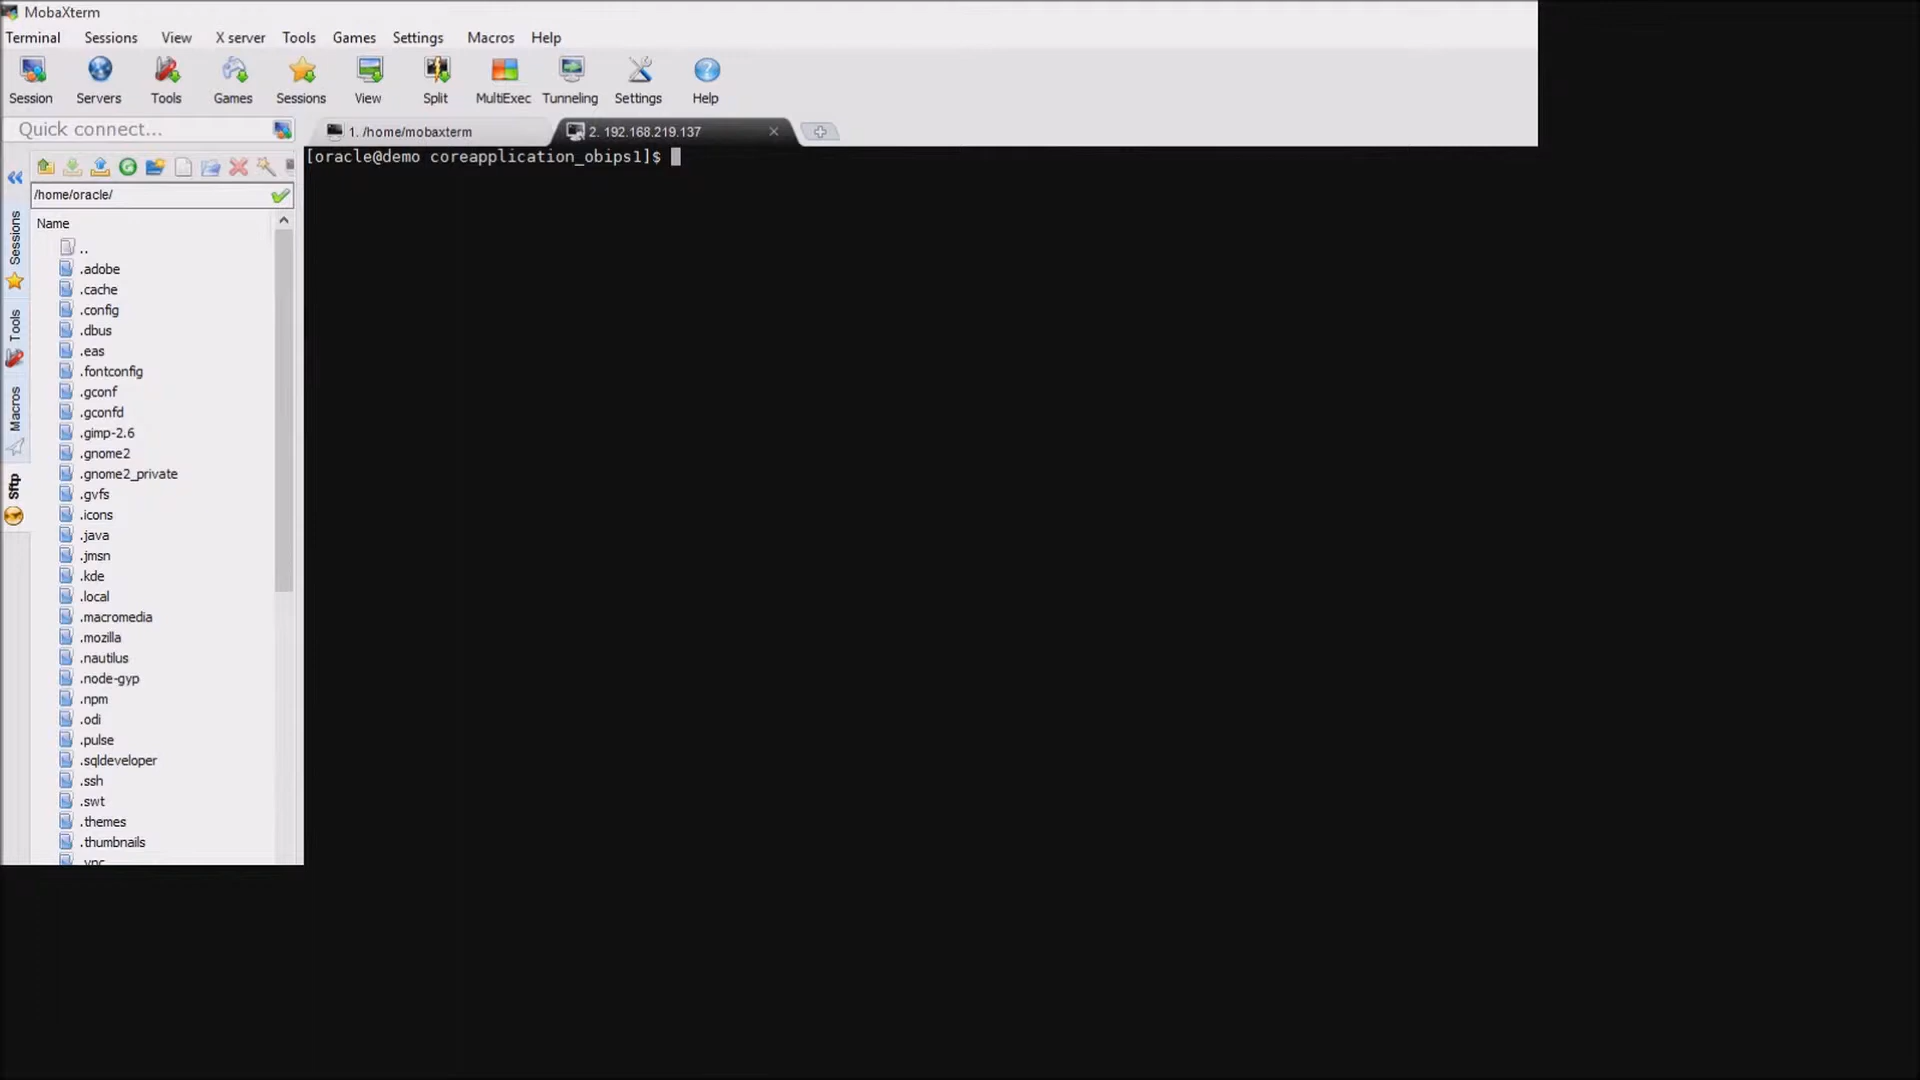 MobaXterm
Terminal Sessions View X server Tools Games Settings Macros Help
Session Servers Tools Games Sessions View Split MultiExec Tunneling Settings Help
Quick connect...
1. /home/mobaxterm
2. 192.168.219.137
[oracle@demo coreapplication_obips1]$
/home/oracle/
Name
..
.adobe
.cache
.config
.dbus
.eas
.fontconfig
.gconf
.gconfd
.gimp-2.6
.gnome2
.gnome2_private
.gvfs
.icons
.java
.jmsn
.kde
.local
.macromedia
.mozilla
.nautilus
.node-gyp
.npm
.odi
.pulse
.sqldeveloper
.ssh
.swt
.themes
.thumbnails
.vnc
Sessions
Tools
Macros
Sftp